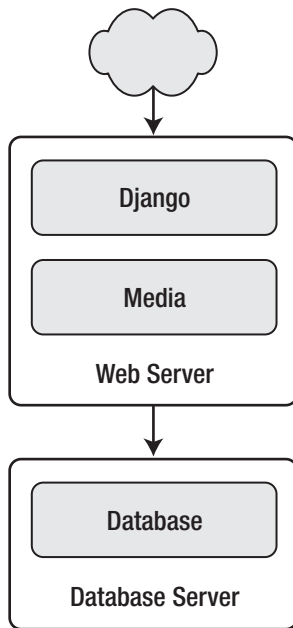 Django
Media
Web Server
Database
Database Server